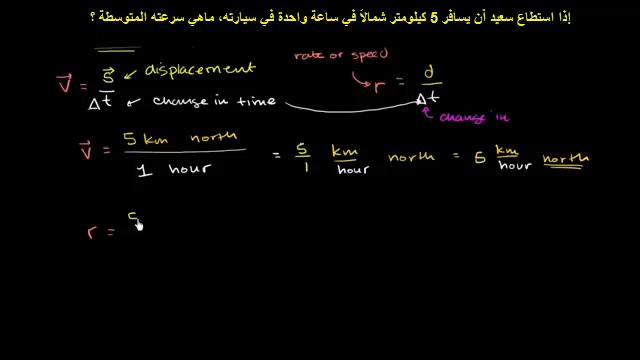 إذا استطاع سعيد أن يسافر 5 كيلومتر شمالاً في ساعة واحدة في سيارته، ماهي سرعته المتوسطة ؟
rate or speed
v = s / Δt displacement
change in time
r = d / Δt
change in
v = 5 km north / 1 hour = 5/1 km/hour north = 5 km/hour north
r = 5